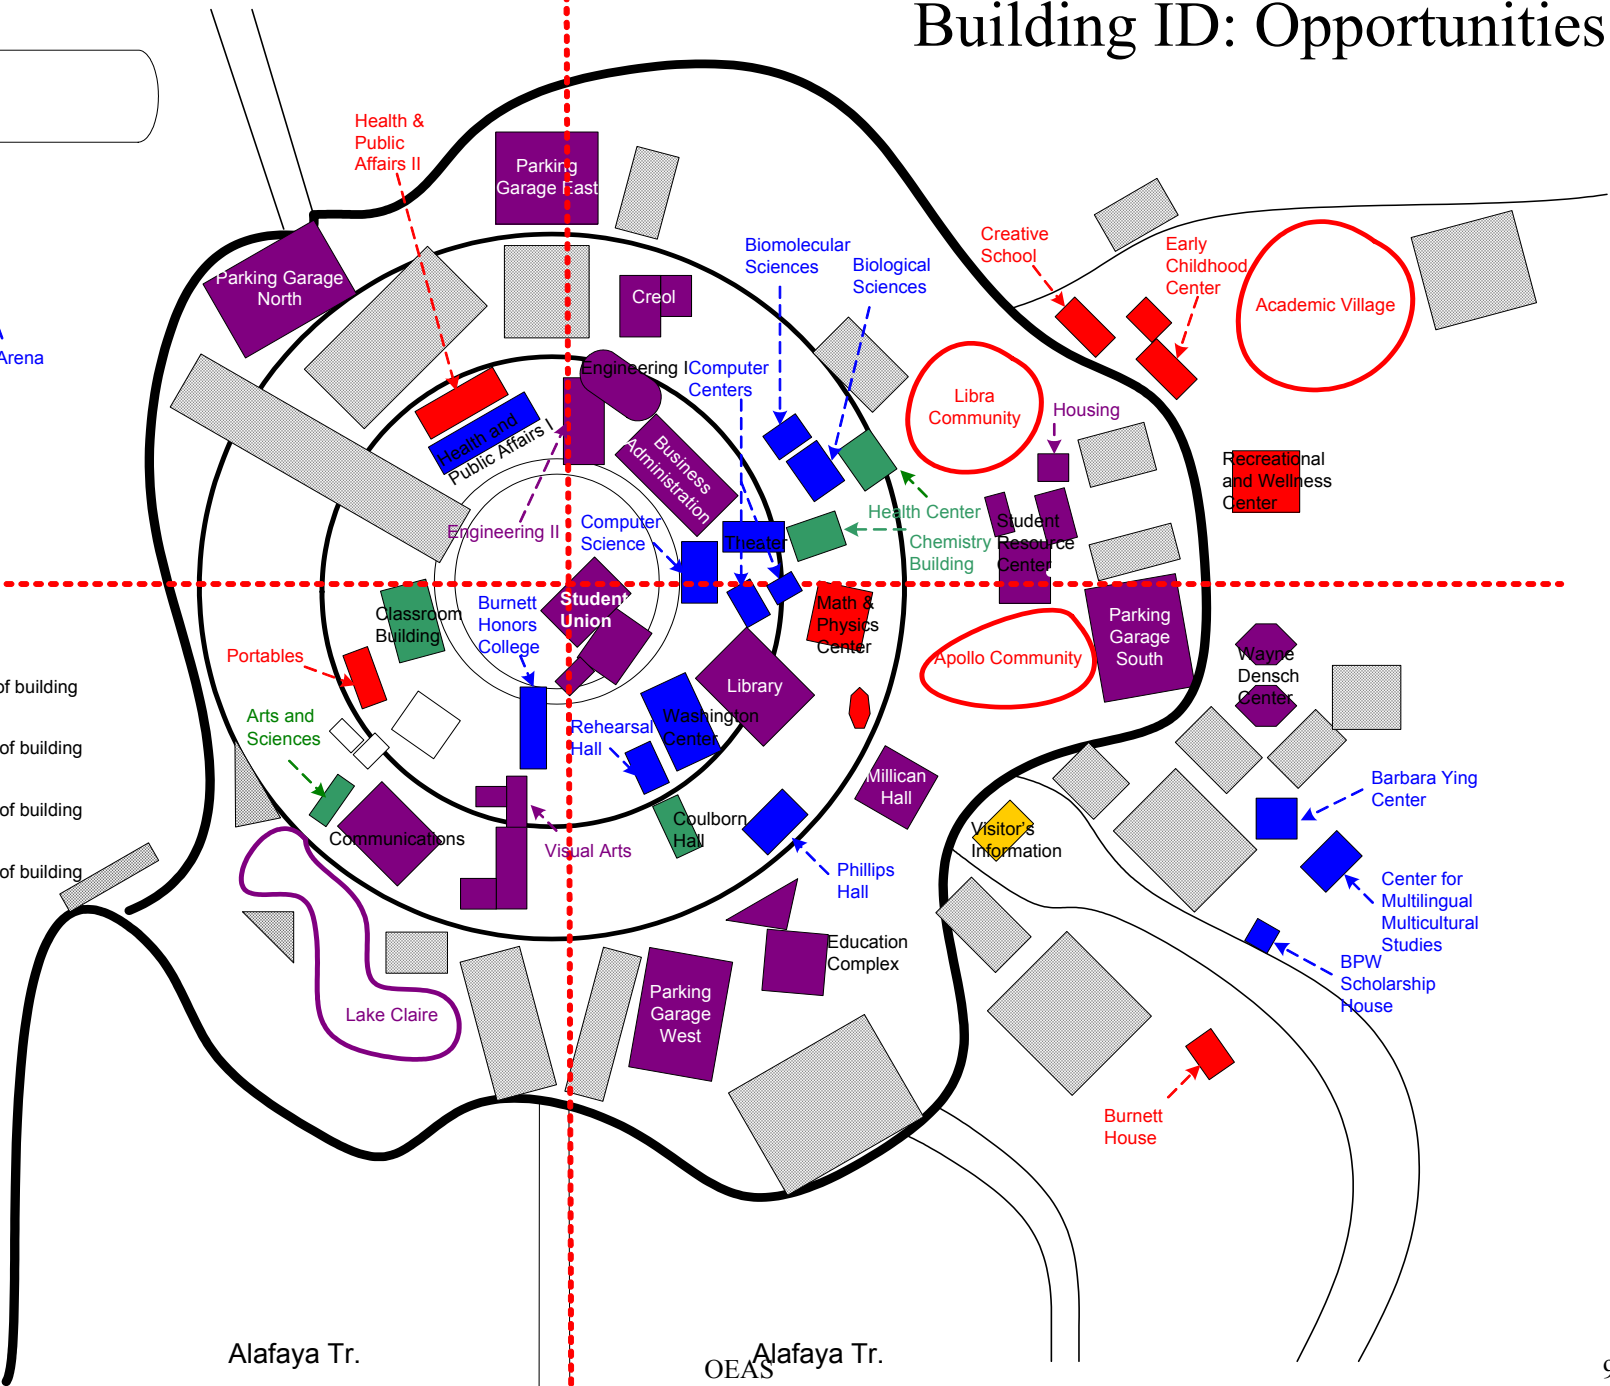 Building ID: Opportunities
Health &
Public
Affairs II
Parking
Garage East
Parking Garage
North
Creol
Biomolecular
Sciences
Biological
Sciences
Creative
School
Early
Childhood
Center
Academic Village
Arena
Engineering I
Computer
Centers
Libra
Community
Housing
Health and
Public Affairs I
Business
Administration
Recreational
and Wellness
Center
Engineering II
Computer
Science
Theater
Health Center
Chemistry
Building
Student
Resource
Center
Classroom
Building
Burnett
Honors
College
Student
Union
Math &
Physics
Center
Parking
Garage
South
Apollo Community
Wayne
Densch
Center
Portables
Library
of building
Arts and
Sciences
Rehearsal
Hall
Washington
Center
of building
Millican
Hall
Barbara Ying
Center
of building
Communications
Visual Arts
Coulborn
Hall
Visitor's
Information
Phillips
Hall
of building
Center for
Multilingual
Multicultural
Studies
Education
Complex
BPW
Scholarship
House
Lake Claire
Parking
Garage
West
Burnett
House
Alafaya Tr.
Alafaya Tr.
OEAS
9